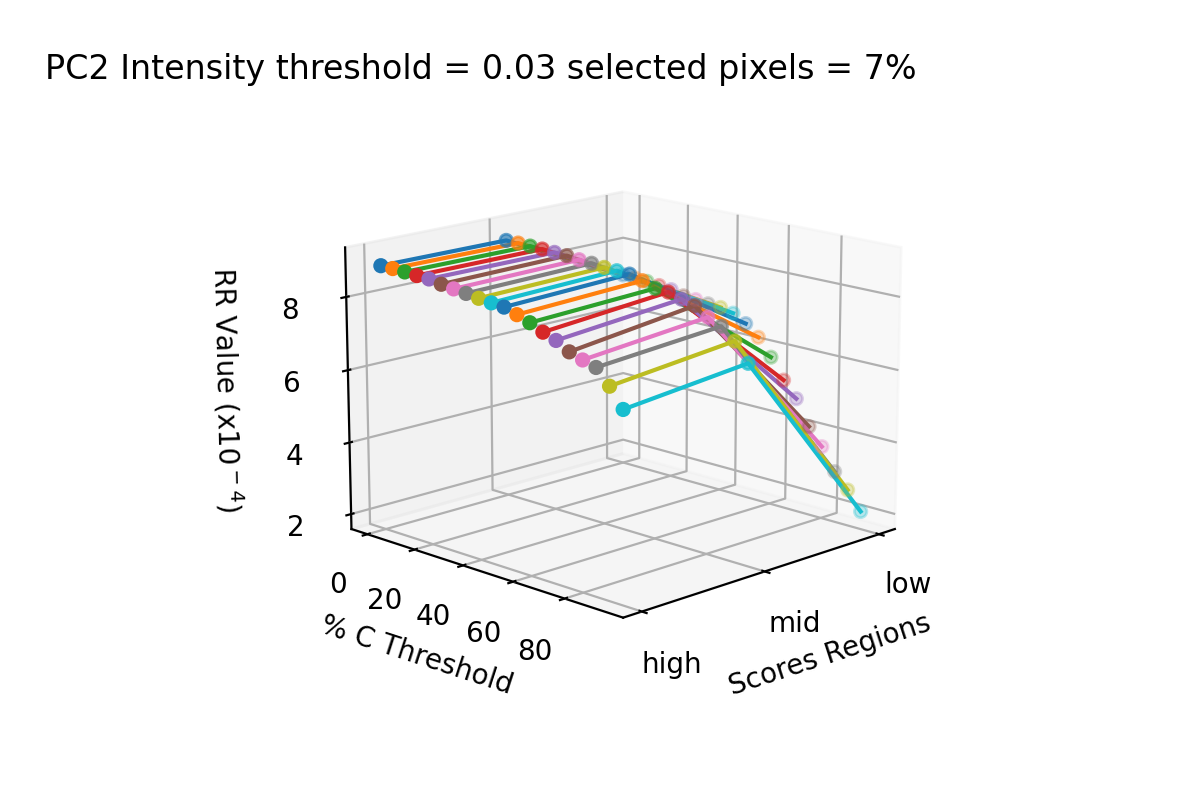 PC2 Intensity threshold = 0.03 selected pixels = 7%
RR Value (x10⁻⁴)
8
6
4
2
0
20
40
60
80
% C Threshold
high
mid
low
Scores Regions